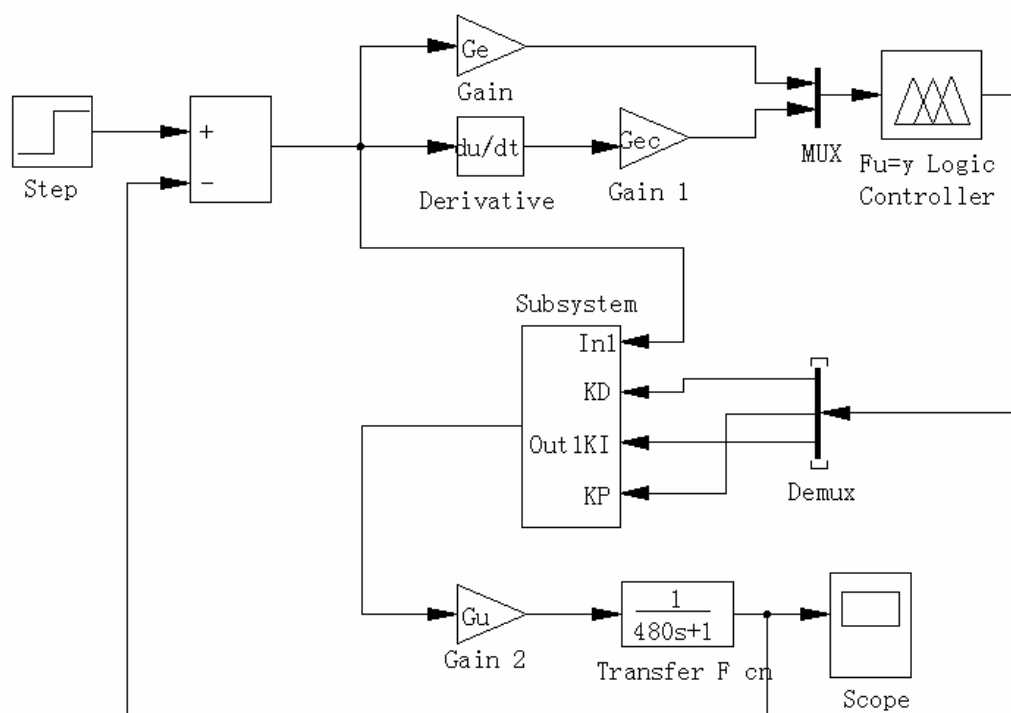 Ge
Gain
+
−
Step
du/dt
Derivative
Gec
Gain 1
MUX
Fu=y Logic
Controller
Subsystem
In1
KD
Out1KI
KP
Demux
Gu
Gain 2
1
480s+1
Transfer F cn
Scope